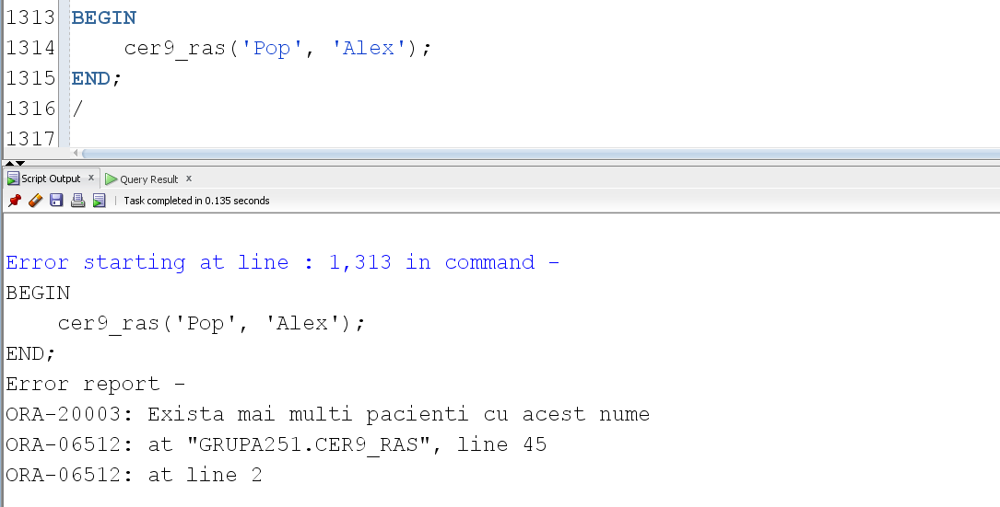 1313 BEGIN
1314 cer9_ras('Pop', 'Alex');
1315 END;
1316 /
1317
Script Output x Query Result x
Task completed in 0.135 seconds
Error starting at line : 1,313 in command -
BEGIN
cer9_ras('Pop', 'Alex');
END;
Error report -
ORA-20003: Exista mai multi pacienti cu acest nume
ORA-06512: at "GRUPA251.CER9_RAS", line 45
ORA-06512: at line 2